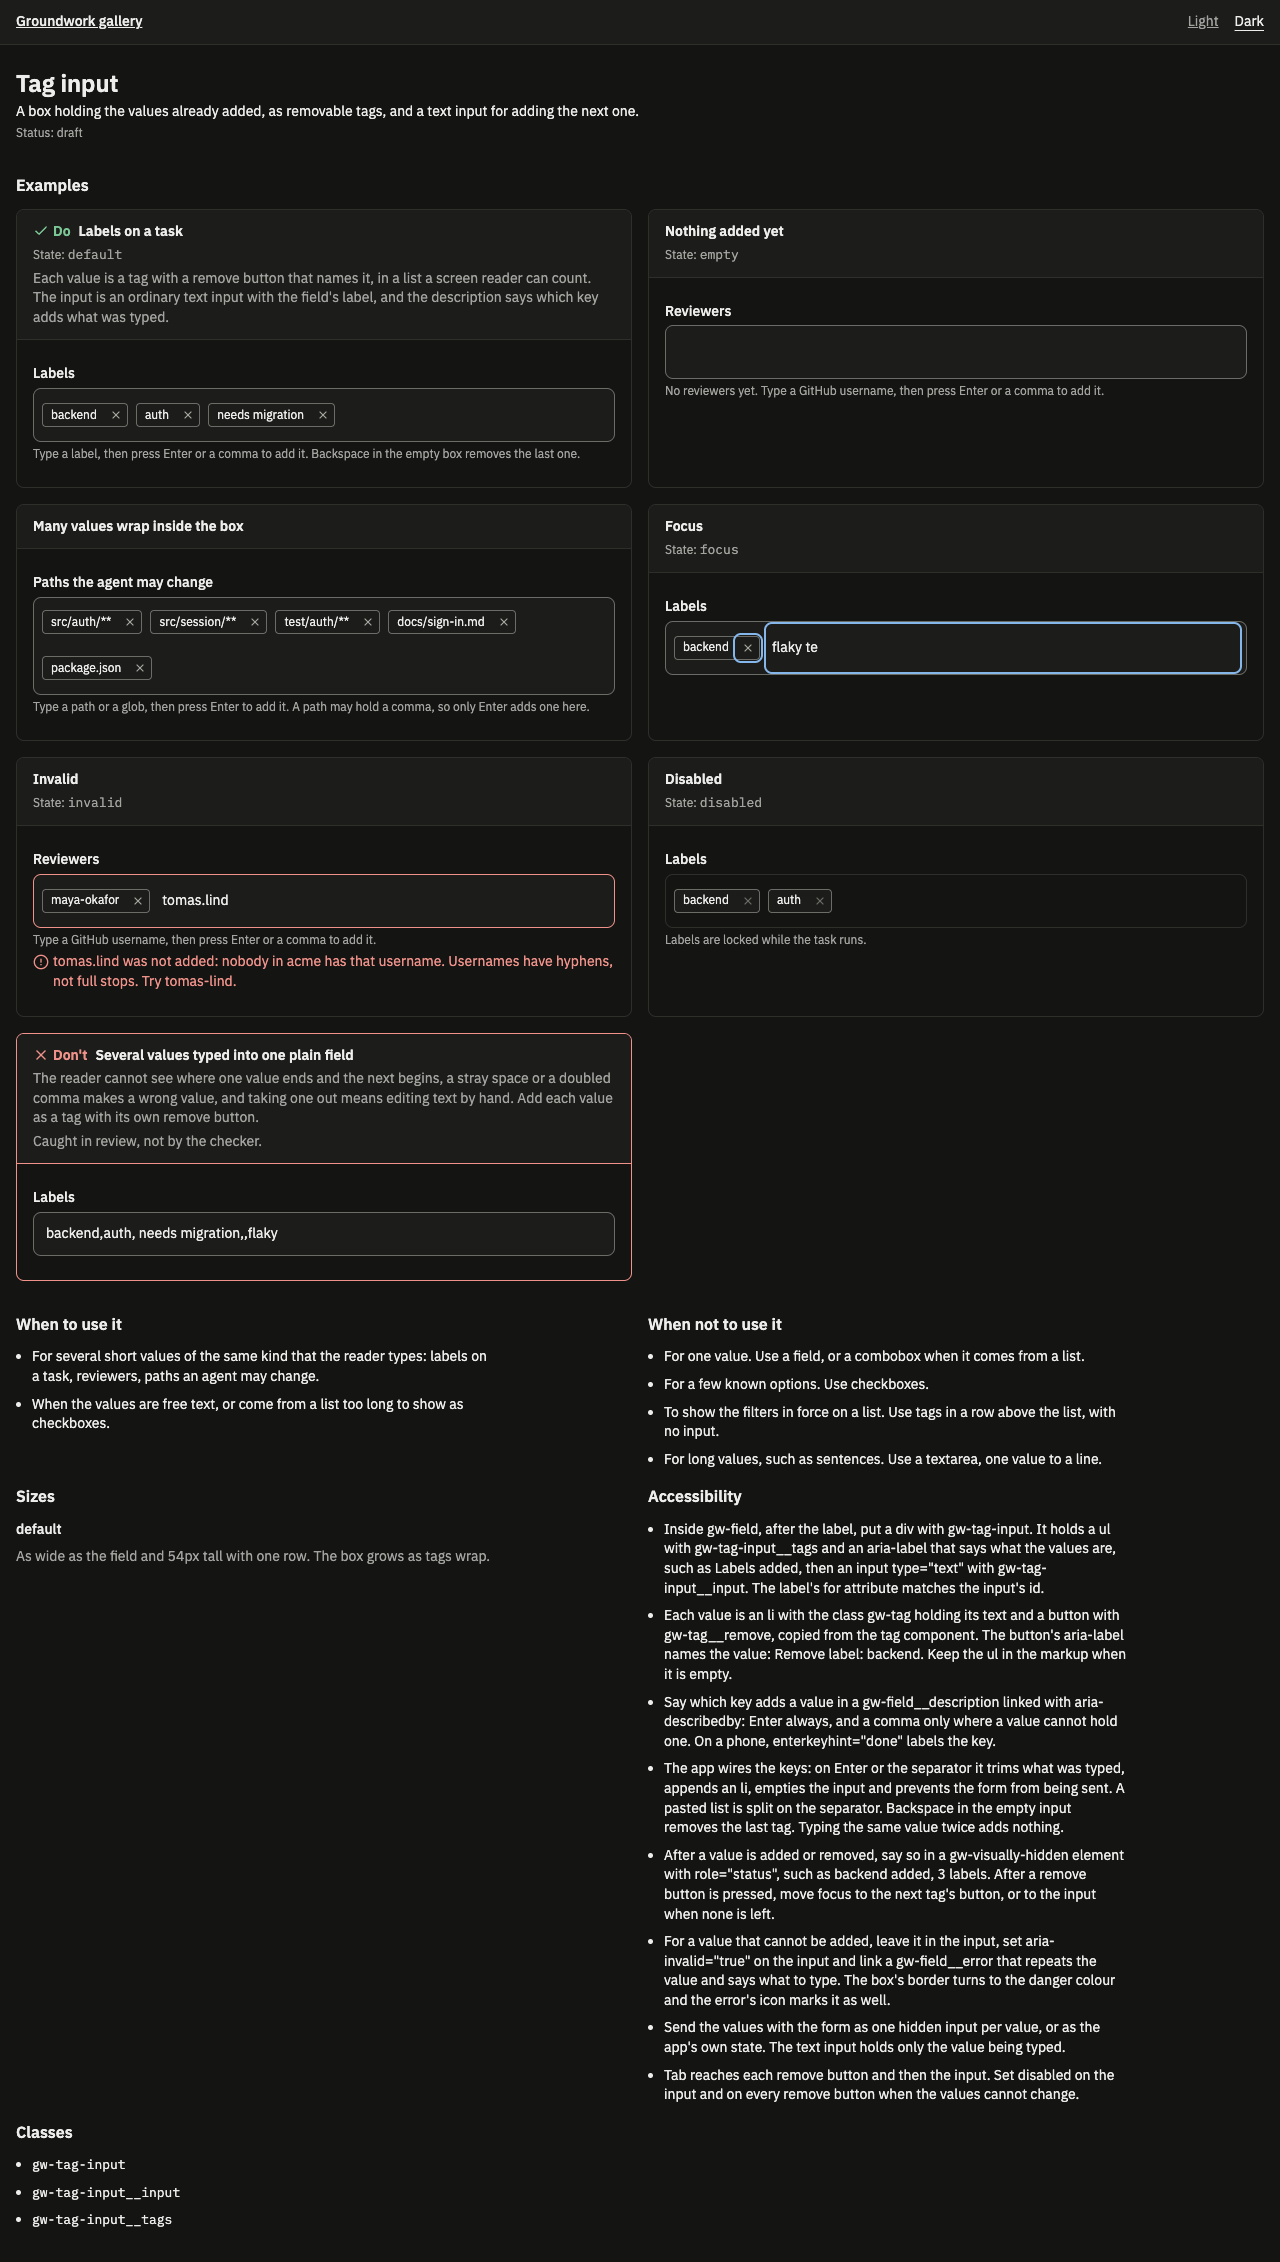 Groundwork gallery
Light Dark
Tag input
A box holding the values already added, as removable tags, and a text input for adding the next one.
Status: draft
Examples
Do Labels on a task
State: default
Each value is a tag with a remove button that names it, in a list a screen reader can count.
The input is an ordinary text input with the field's label, and the description says which key
adds what was typed.
Labels
backend auth needs migration
Type a label, then press Enter or a comma to add it. Backspace in the empty box removes the last one.
Nothing added yet
State: empty
Reviewers
No reviewers yet. Type a GitHub username, then press Enter or a comma to add it.
Many values wrap inside the box
Paths the agent may change
src/auth/** src/session/** test/auth/** docs/sign-in.md
package.json
Type a path or a glob, then press Enter to add it. A path may hold a comma, so only Enter adds one here.
Focus
State: focus
Labels
backend flaky te
Invalid
State: invalid
Reviewers
maya-okafor tomas.lind
Type a GitHub username, then press Enter or a comma to add it.
tomas.lind was not added: nobody in acme has that username. Usernames have hyphens,
not full stops. Try tomas-lind.
Disabled
State: disabled
Labels
backend auth
Labels are locked while the task runs.
Don't Several values typed into one plain field
The reader cannot see where one value ends and the next begins, a stray space or a doubled
comma makes a wrong value, and taking one out means editing text by hand. Add each value
as a tag with its own remove button.
Caught in review, not by the checker.
Labels
backend,auth, needs migration,,flaky
When to use it
For several short values of the same kind that the reader types: labels on
a task, reviewers, paths an agent may change.
When the values are free text, or come from a list too long to show as
checkboxes.
When not to use it
For one value. Use a field, or a combobox when it comes from a list.
For a few known options. Use checkboxes.
To show the filters in force on a list. Use tags in a row above the list, with
no input.
For long values, such as sentences. Use a textarea, one value to a line.
Sizes
default
As wide as the field and 54px tall with one row. The box grows as tags wrap.
Accessibility
Inside gw-field, after the label, put a div with gw-tag-input. It holds a ul
with gw-tag-input__tags and an aria-label that says what the values are,
such as Labels added, then an input type="text" with gw-tag-
input__input. The label's for attribute matches the input's id.
Each value is an li with the class gw-tag holding its text and a button with
gw-tag__remove, copied from the tag component. The button's aria-label
names the value: Remove label: backend. Keep the ul in the markup when
it is empty.
Say which key adds a value in a gw-field__description linked with aria-
describedby: Enter always, and a comma only where a value cannot hold
one. On a phone, enterkeyhint="done" labels the key.
The app wires the keys: on Enter or the separator it trims what was typed,
appends an li, empties the input and prevents the form from being sent. A
pasted list is split on the separator. Backspace in the empty input
removes the last tag. Typing the same value twice adds nothing.
After a value is added or removed, say so in a gw-visually-hidden element
with role="status", such as backend added, 3 labels. After a remove
button is pressed, move focus to the next tag's button, or to the input
when none is left.
For a value that cannot be added, leave it in the input, set aria-
invalid="true" on the input and link a gw-field__error that repeats the
value and says what to type. The box's border turns to the danger colour
and the error's icon marks it as well.
Send the values with the form as one hidden input per value, or as the
app's own state. The text input holds only the value being typed.
Tab reaches each remove button and then the input. Set disabled on the
input and on every remove button when the values cannot change.
Classes
gw-tag-input
gw-tag-input__input
gw-tag-input__tags